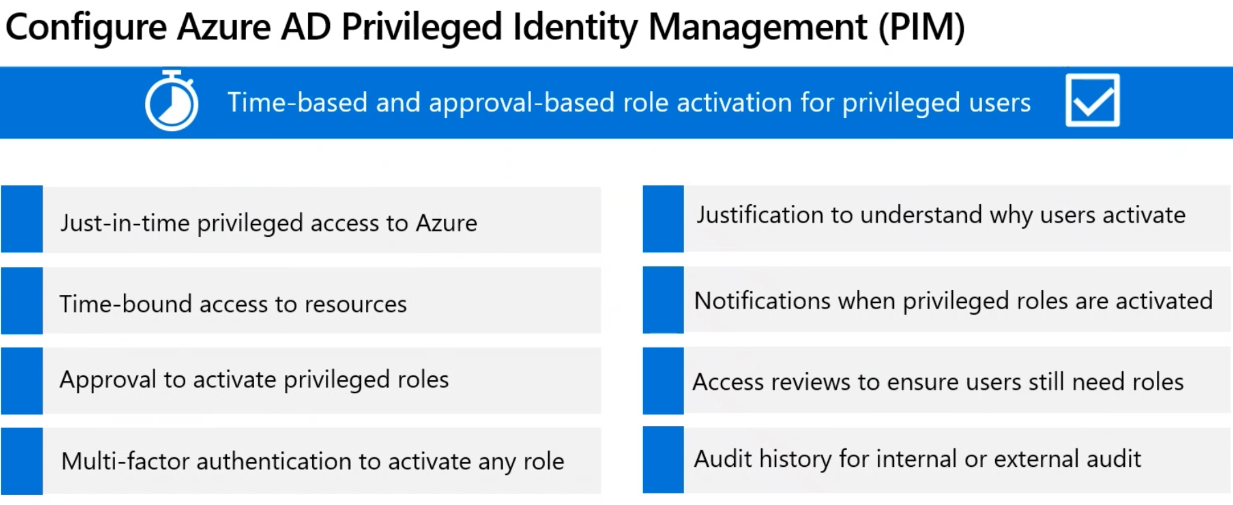 Configure Azure AD Privileged Identity Management (PIM)
Time-based and approval-based role activation for privileged users
Just-in-time privileged access to Azure
Time-bound access to resources
Approval to activate privileged roles
Multi-factor authentication to activate any role
Justification to understand why users activate
Notifications when privileged roles are activated
Access reviews to ensure users still need roles
Audit history for internal or external audit